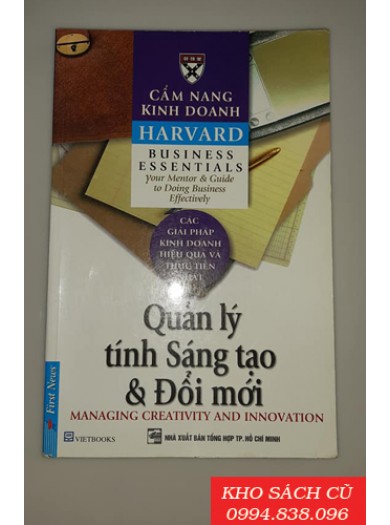 CẨM NANG
KINH DOANH
HARVARD
BUSINESS
ESSENTIALS
Your Mentor & Guide
to Doing Business
Effectively
CÁC
GIẢI PHÁP
KINH DOANH
HIỆU QUẢ VÀ
THỰC TIỄN
NHẤT
Quản lý
tính Sáng tạo
& Đổi mới
MANAGING CREATIVITY AND INNOVATION
First News
VIETBOOKS
NHÀ XUẤT BẢN TỔNG HỢP TP. HỒ CHÍ MINH
KHO SÁCH CŨ
0994.838.096